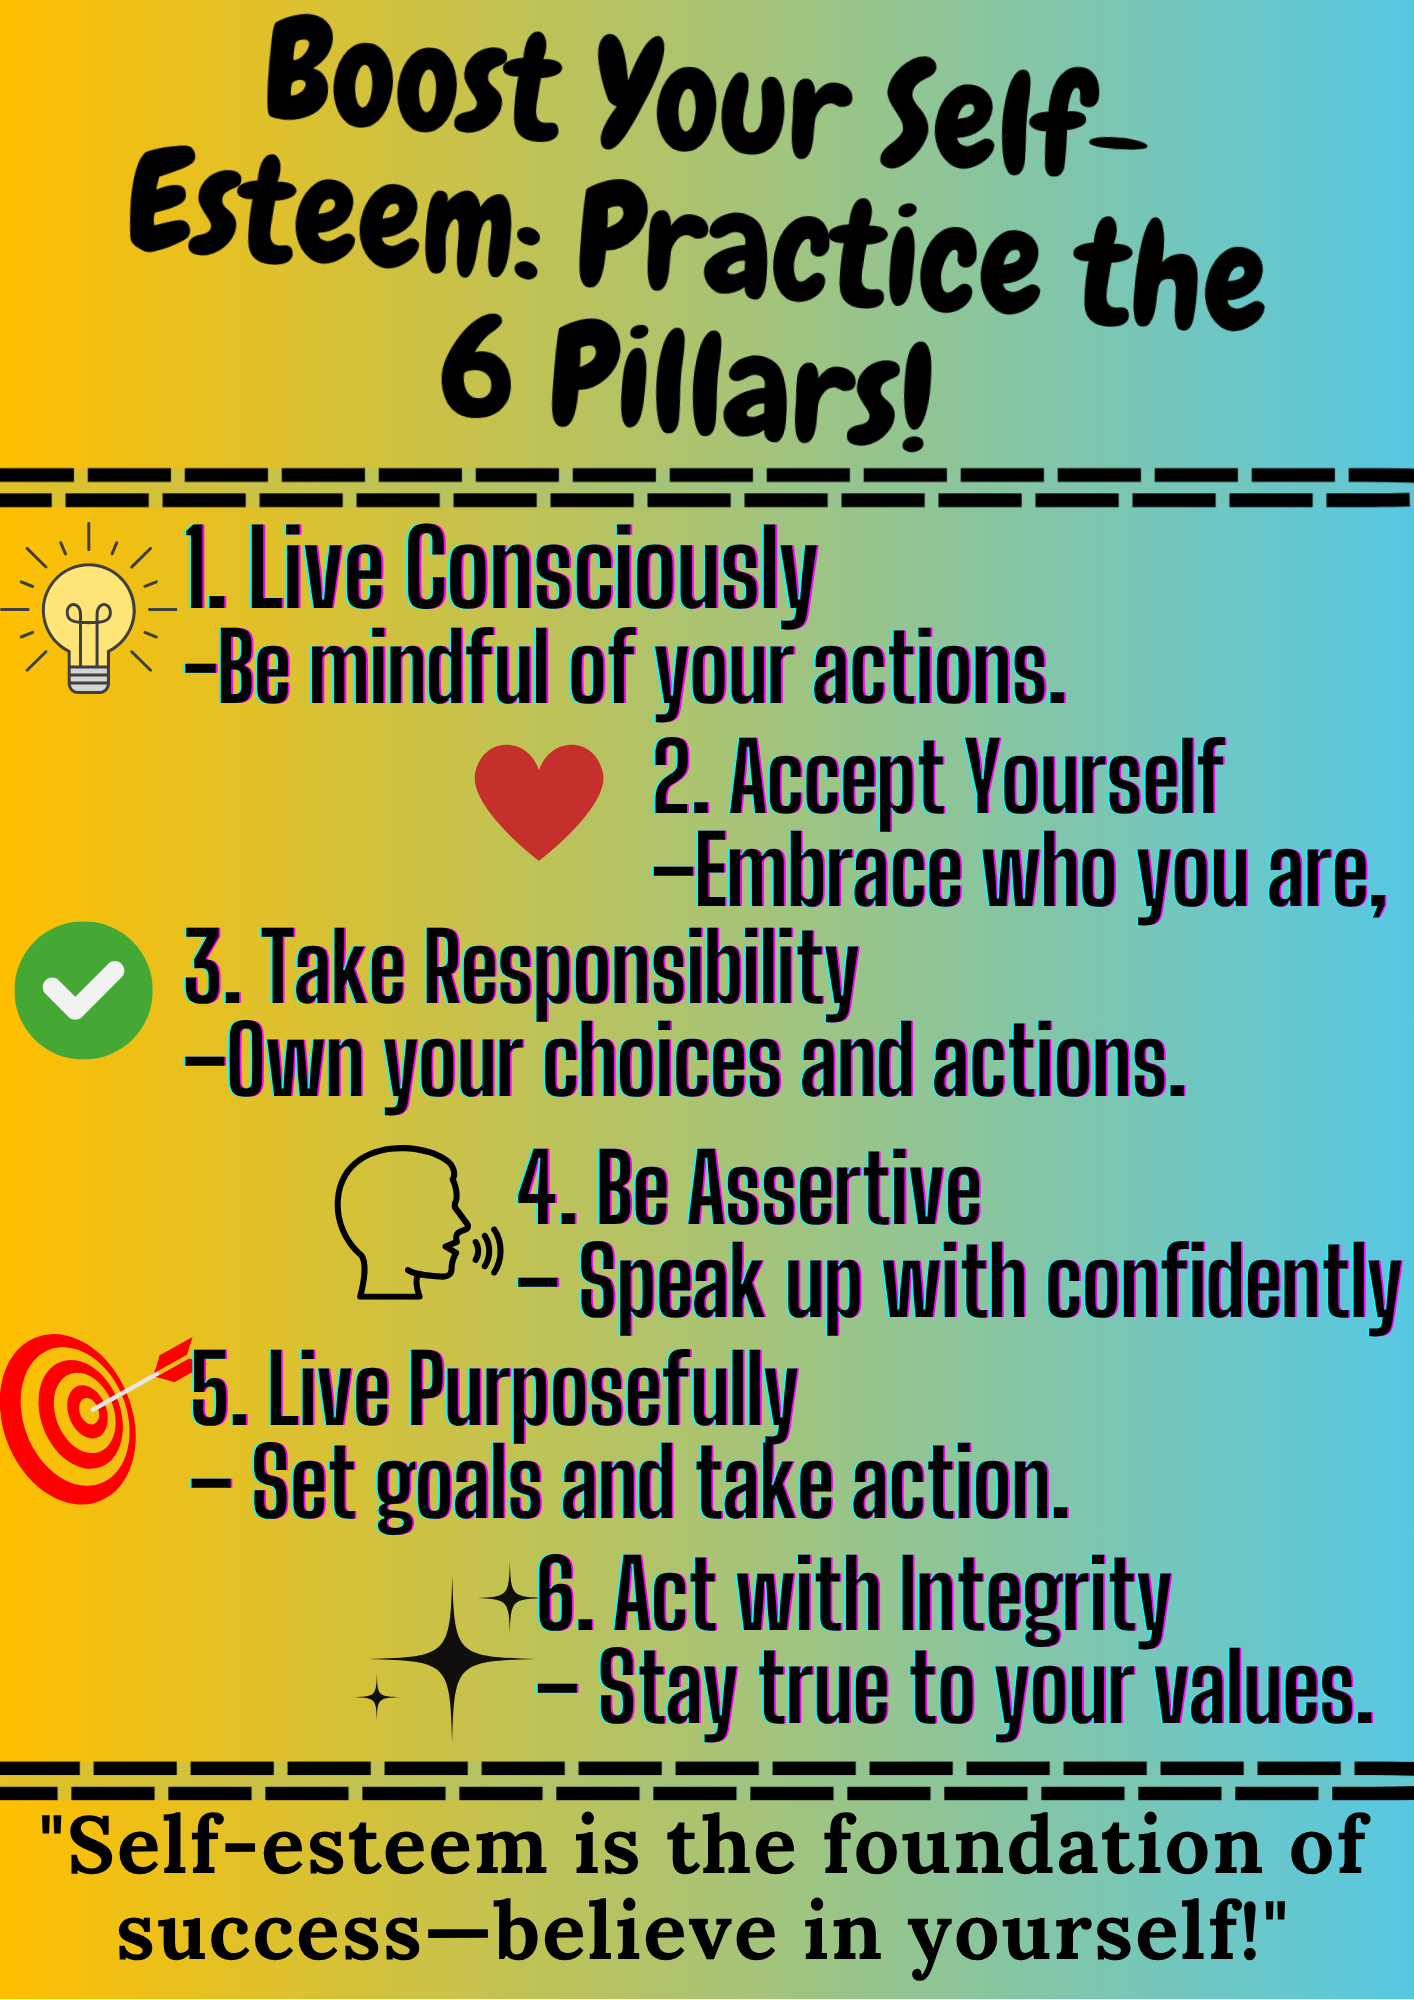 Boost Your Self-
Esteem: Practice the
6 Pillars!
1. Live Consciously
-Be mindful of your actions.
2. Accept Yourself
-Embrace who you are,
3. Take Responsibility
-Own your choices and actions.
4. Be Assertive
- Speak up with confidently
5. Live Purposefully
- Set goals and take action.
6. Act with Integrity
- Stay true to your values.
"Self-esteem is the foundation of
success—believe in yourself!"